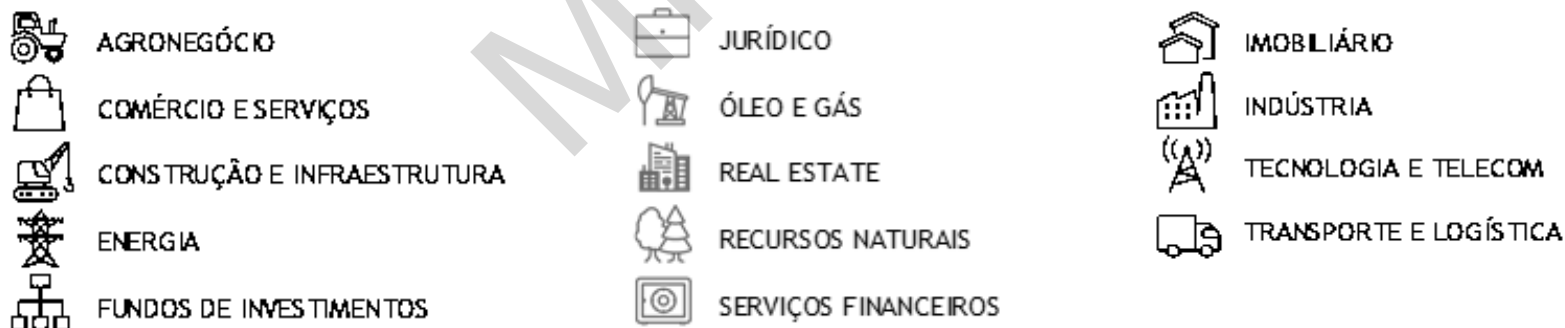 AGRONEGÓCIO
COMÉRCIO E SERVIÇOS
CONSTRUÇÃO E INFRAESTRUTURA
ENERGIA
FUNDOS DE INVESTIMENTOS
JURÍDICO
ÓLEO E GÁS
REAL ESTATE
RECURSOS NATURAIS
SERVIÇOS FINANCEIROS
IMOBILIÁRIO
INDÚSTRIA
TECNOLOGIA E TELECOM
TRANSPORTE E LOGÍSTICA